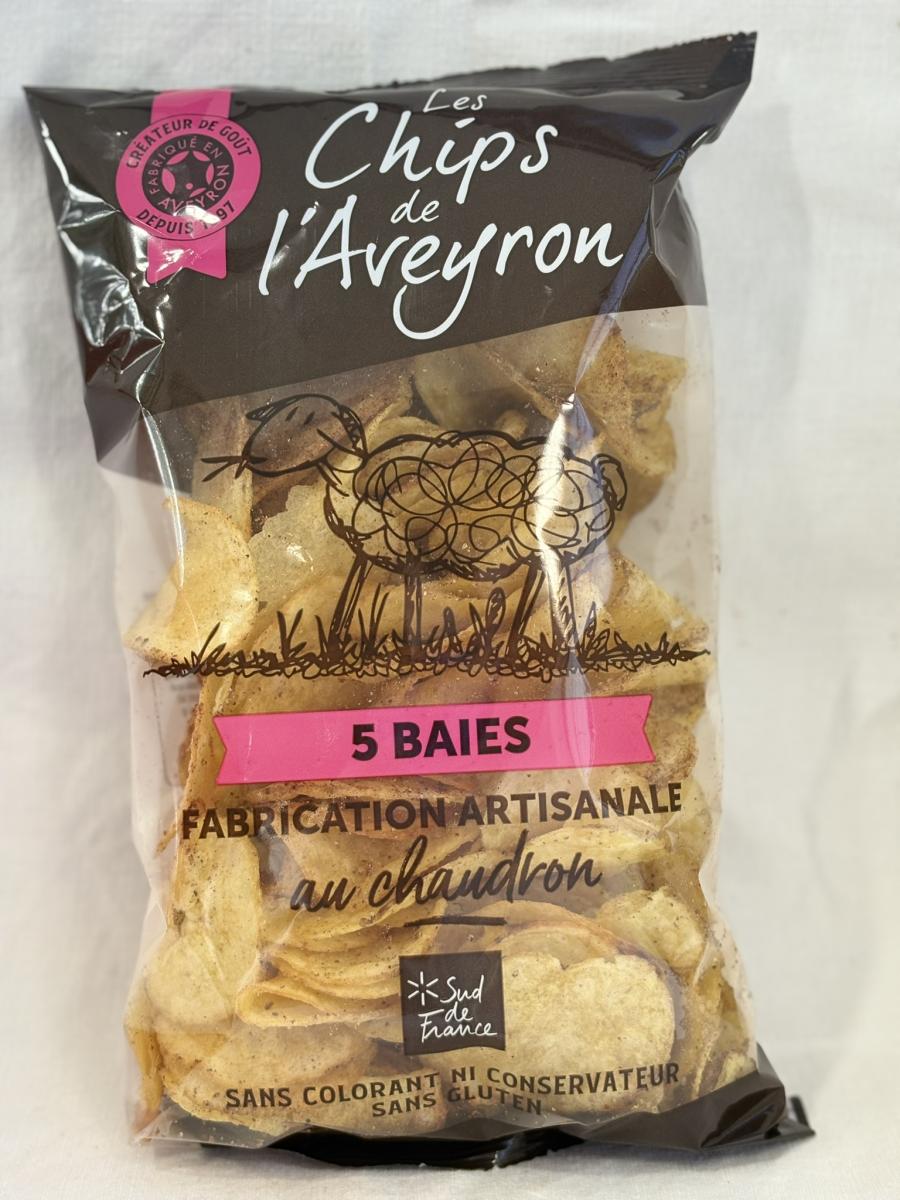 CRÉATEUR DE GOÛT
FABRIQUÉ EN
AVEYRON
DEPUIS
Les
Chips
de
l'Aveyron
5 BAIES
FABRICATION ARTISANALE
au chaudron
Sud
de
France
SANS COLORANT NI CONSERVATEUR
SANS GLUTEN